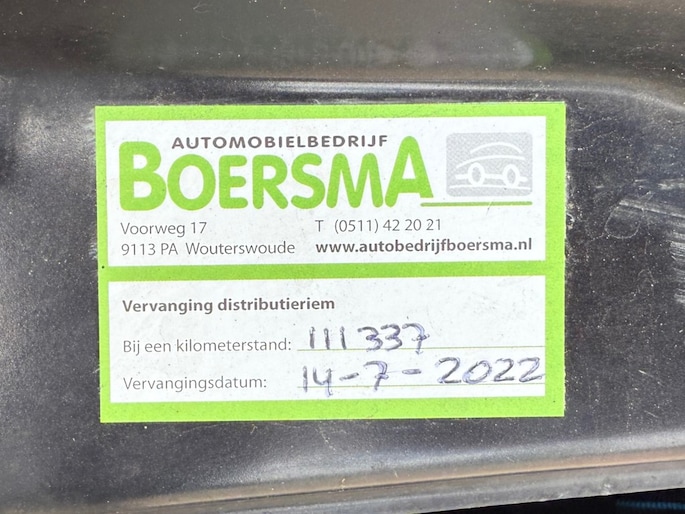 AUTOMOBIELBEDRIJF
BOERSMA
Voorweg 17 T (0511) 42 20 21
9113 PA Wouterswoude www.autobedrijfboersma.nl
Vervanging distributieriem
Bij een kilometerstand: 111 337
Vervangingsdatum: 14-7-2022